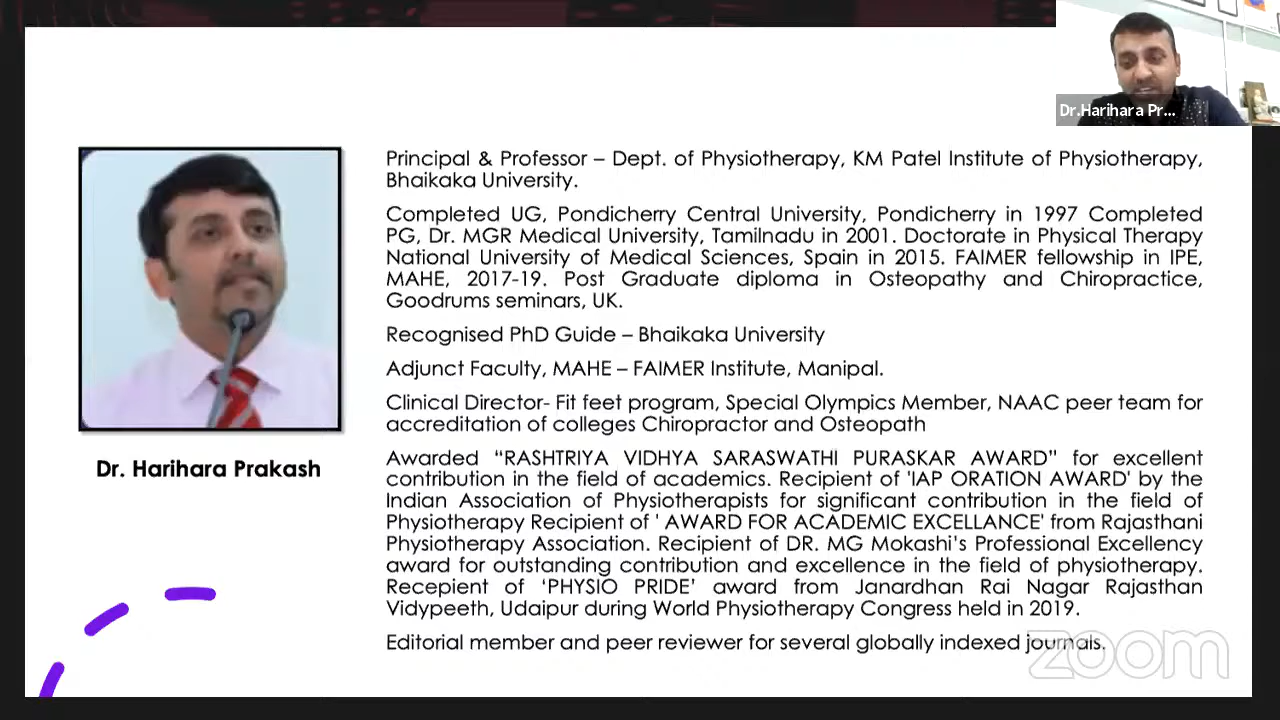 Dr.Harihara Pr...
Principal & Professor – Dept. of Physiotherapy, KM Patel Institute of Physiotherapy,
Bhaikaka University.
Completed UG, Pondicherry Central University, Pondicherry in 1997 Completed
PG, Dr. MGR Medical University, Tamilnadu in 2001. Doctorate in Physical Therapy
National University of Medical Sciences, Spain in 2015. FAIMER fellowship in IPE,
MAHE, 2017-19. Post Graduate diploma in Osteopathy and Chiropractice,
Goodrums seminars, UK.
Recognised PhD Guide – Bhaikaka University
Adjunct Faculty, MAHE – FAIMER Institute, Manipal.
Clinical Director- Fit feet program, Special Olympics Member, NAAC peer team for
accreditation of colleges Chiropractor and Osteopath
Awarded “RASHTRIYA VIDHYA SARASWATHI PURASKAR AWARD” for excellent
contribution in the field of academics. Recipient of 'IAP ORATION AWARD' by the
Indian Association of Physiotherapists for significant contribution in the field of
Physiotherapy Recipient of ' AWARD FOR ACADEMIC EXCELLANCE' from Rajasthani
Physiotherapy Association. Recipient of DR. MG Mokashi’s Professional Excellency
award for outstanding contribution and excellence in the field of physiotherapy.
Recepient of ‘PHYSIO PRIDE’ award from Janardhan Rai Nagar Rajasthan
Vidypeeth, Udaipur during World Physiotherapy Congress held in 2019.
Editorial member and peer reviewer for several globally indexed journals.
Dr. Harihara Prakash
zoom